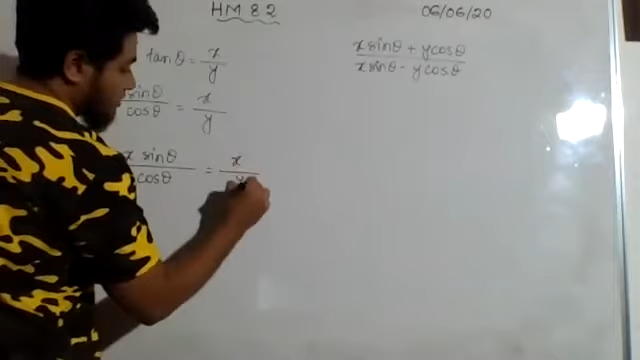 HM 82
06/06/20
tan θ = x/y
sinθ/cosθ = x/y
x sinθ/cosθ = x/
x sinθ + y cosθ
x sinθ - y cosθ